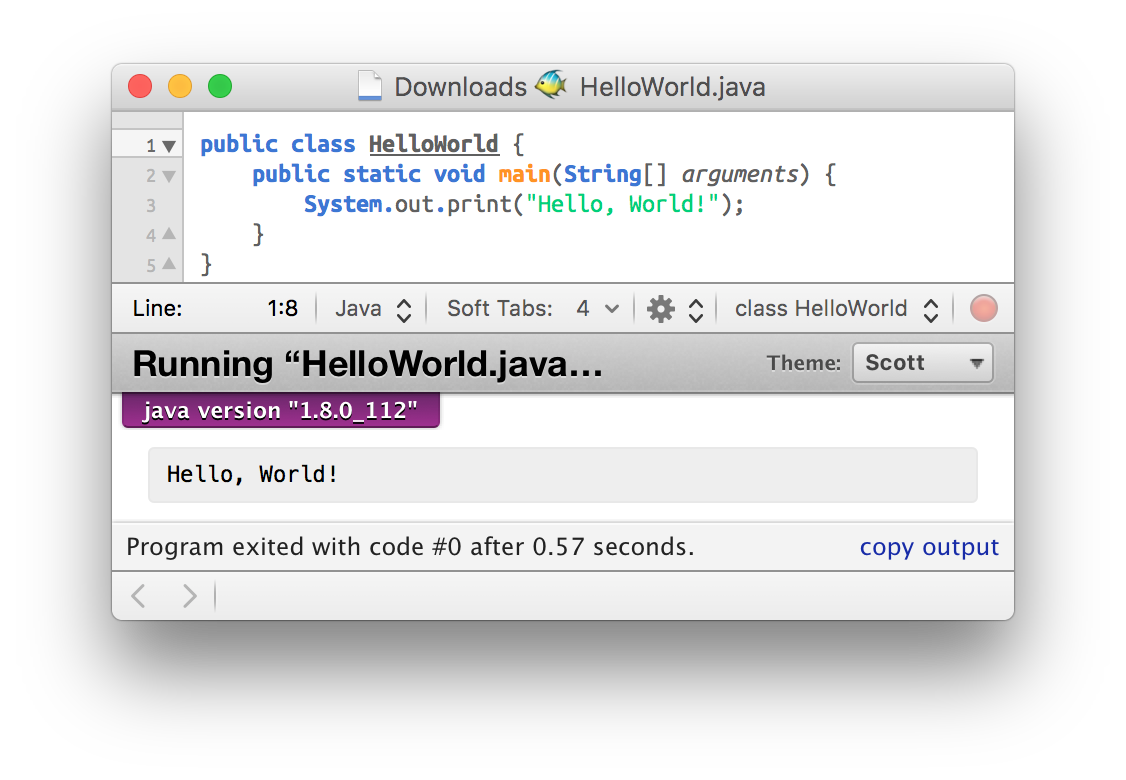 Downloads HelloWorld.java
1 public class HelloWorld {
2     public static void main(String[] arguments) {
3         System.out.print("Hello, World!");
4     }
5 }
Line: 1:8 Java Soft Tabs: 4 class HelloWorld
Running “HelloWorld.java… Theme: Scott
java version "1.8.0_112"
Hello, World!
Program exited with code #0 after 0.57 seconds. copy output